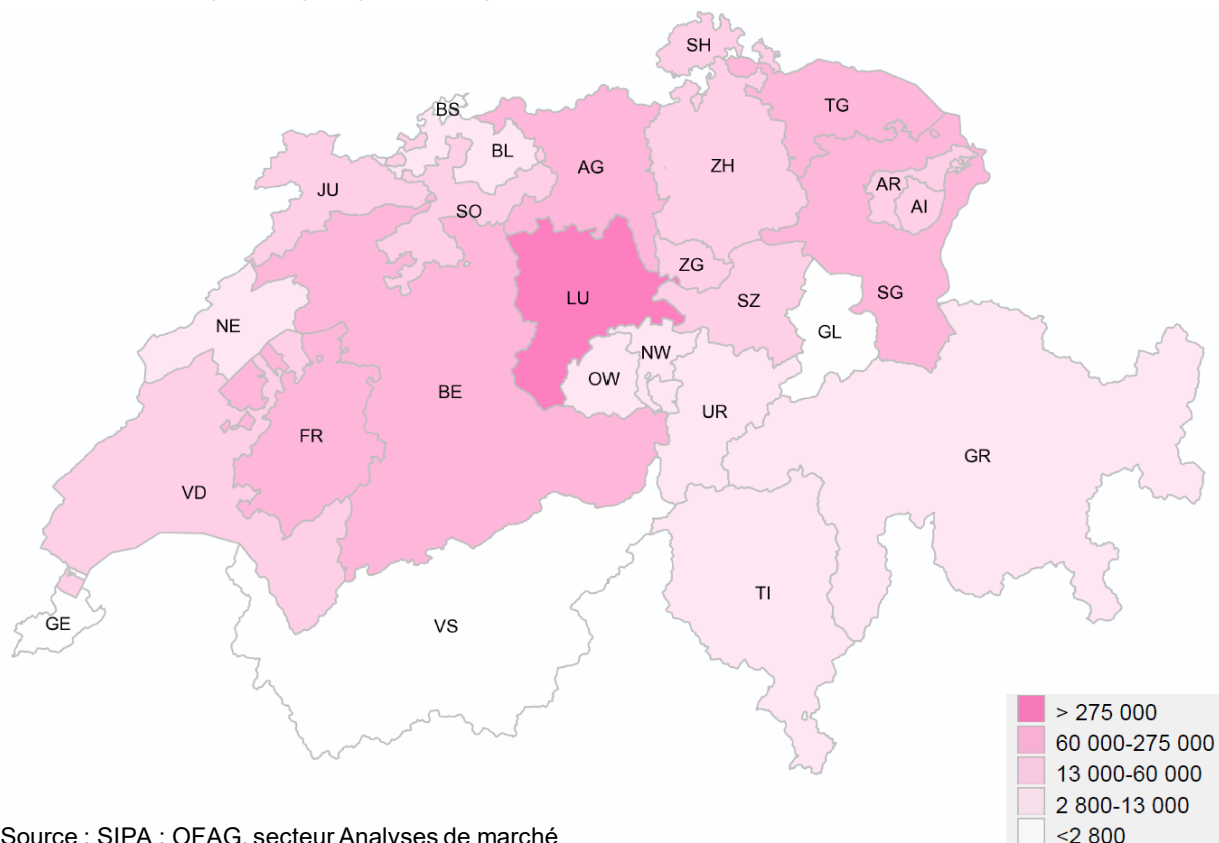 SH
BS
TG
BL
AG
ZH
JU
AR
AI
SO
ZG
LU
SZ
SG
NE
GL
NW
OW
BE
UR
FR
GR
VD
TI
GE
VS
> 275 000
60 000-275 000
13 000-60 000
2 800-13 000
<2 800
Source : SIPA ; OFAG, secteur Analyses de marché